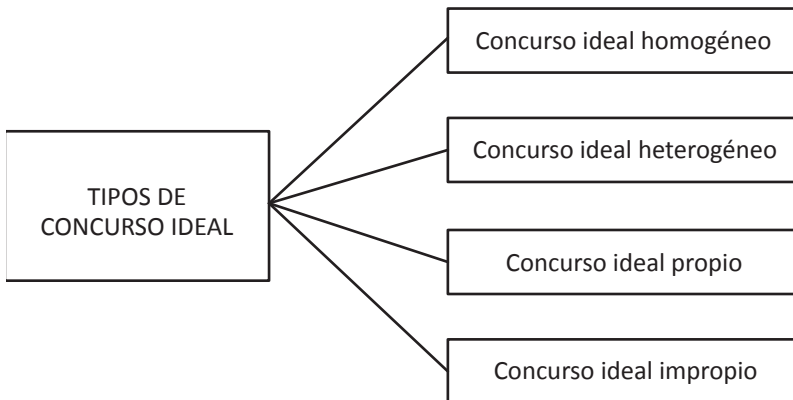 Concurso ideal homogéneo
Concurso ideal heterogéneo
TIPOS DE
CONCURSO IDEAL
Concurso ideal propio
Concurso ideal impropio